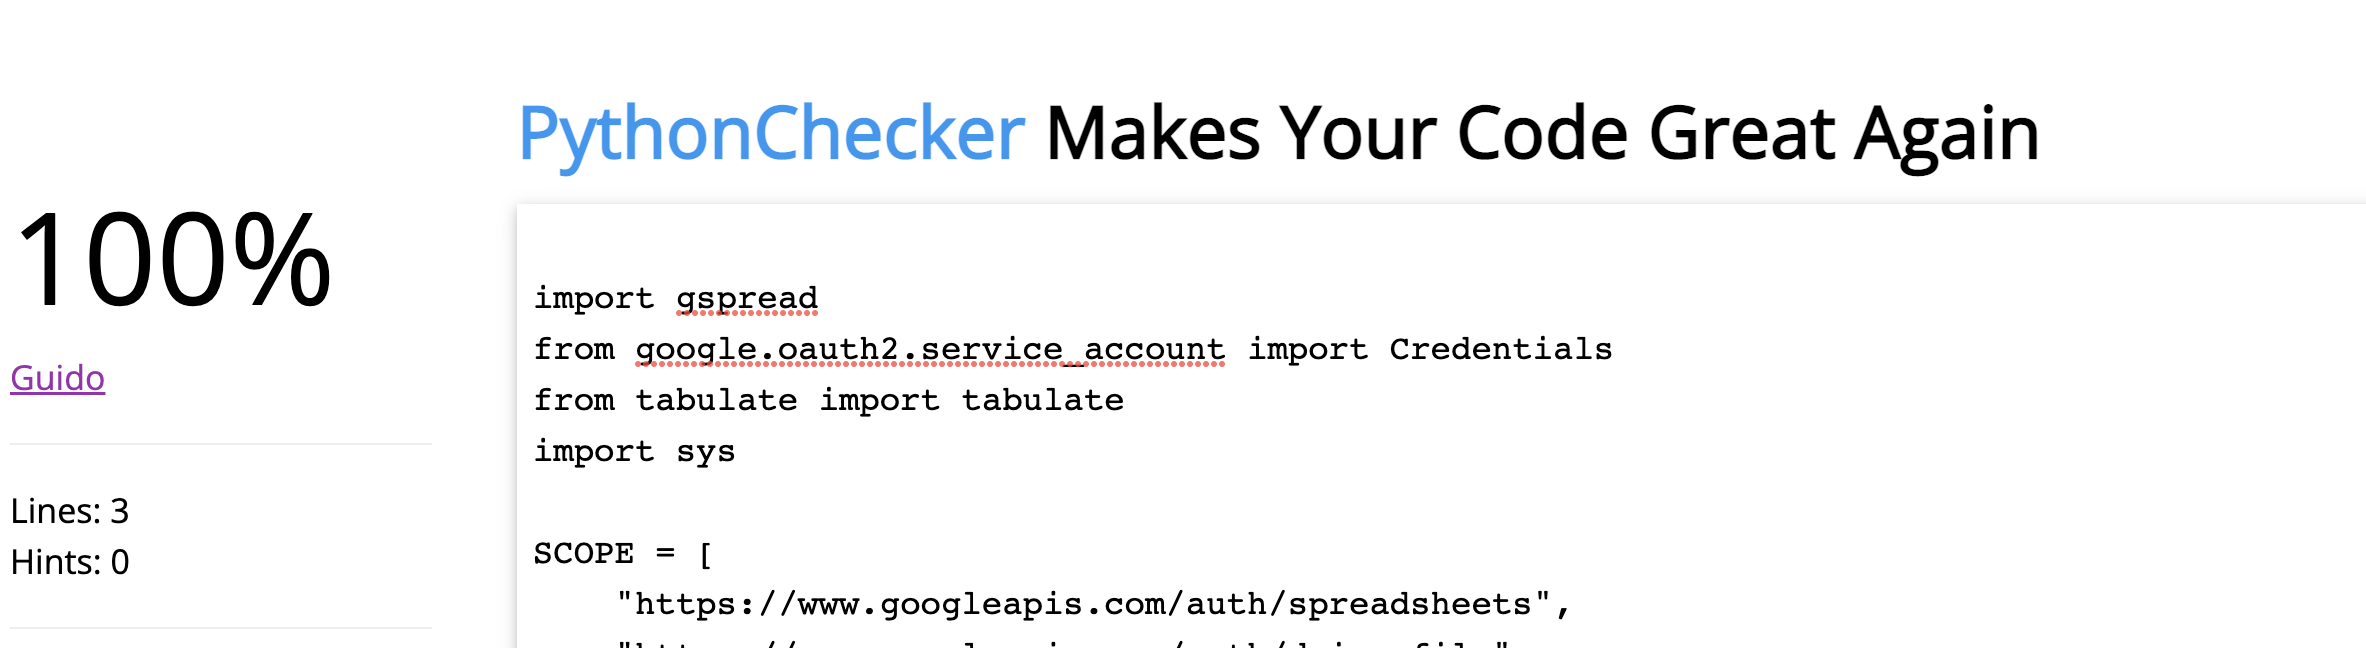 PythonChecker Makes Your Code Great Again
100%
Guido
Lines: 3
Hints: 0
import gspread
from google.oauth2.service_account import Credentials
from tabulate import tabulate
import sys
SCOPE = [
"https://www.googleapis.com/auth/spreadsheets",